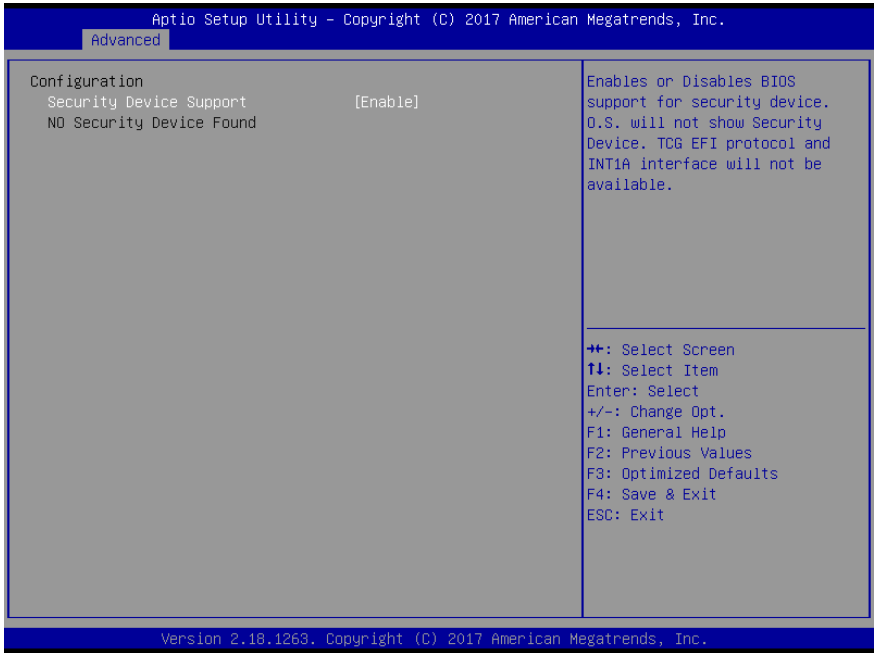 Aptio Setup Utility – Copyright (C) 2017 American Megatrends, Inc.
Advanced
Configuration
Security Device Support [Enable]
NO Security Device Found
Enables or Disables BIOS
support for security device.
O.S. will not show Security
Device. TCG EFI protocol and
INT1A interface will not be
available.
→←: Select Screen
↑↓: Select Item
Enter: Select
+/-: Change Opt.
F1: General Help
F2: Previous Values
F3: Optimized Defaults
F4: Save & Exit
ESC: Exit
Version 2.18.1263. Copyright (C) 2017 American Megatrends, Inc.